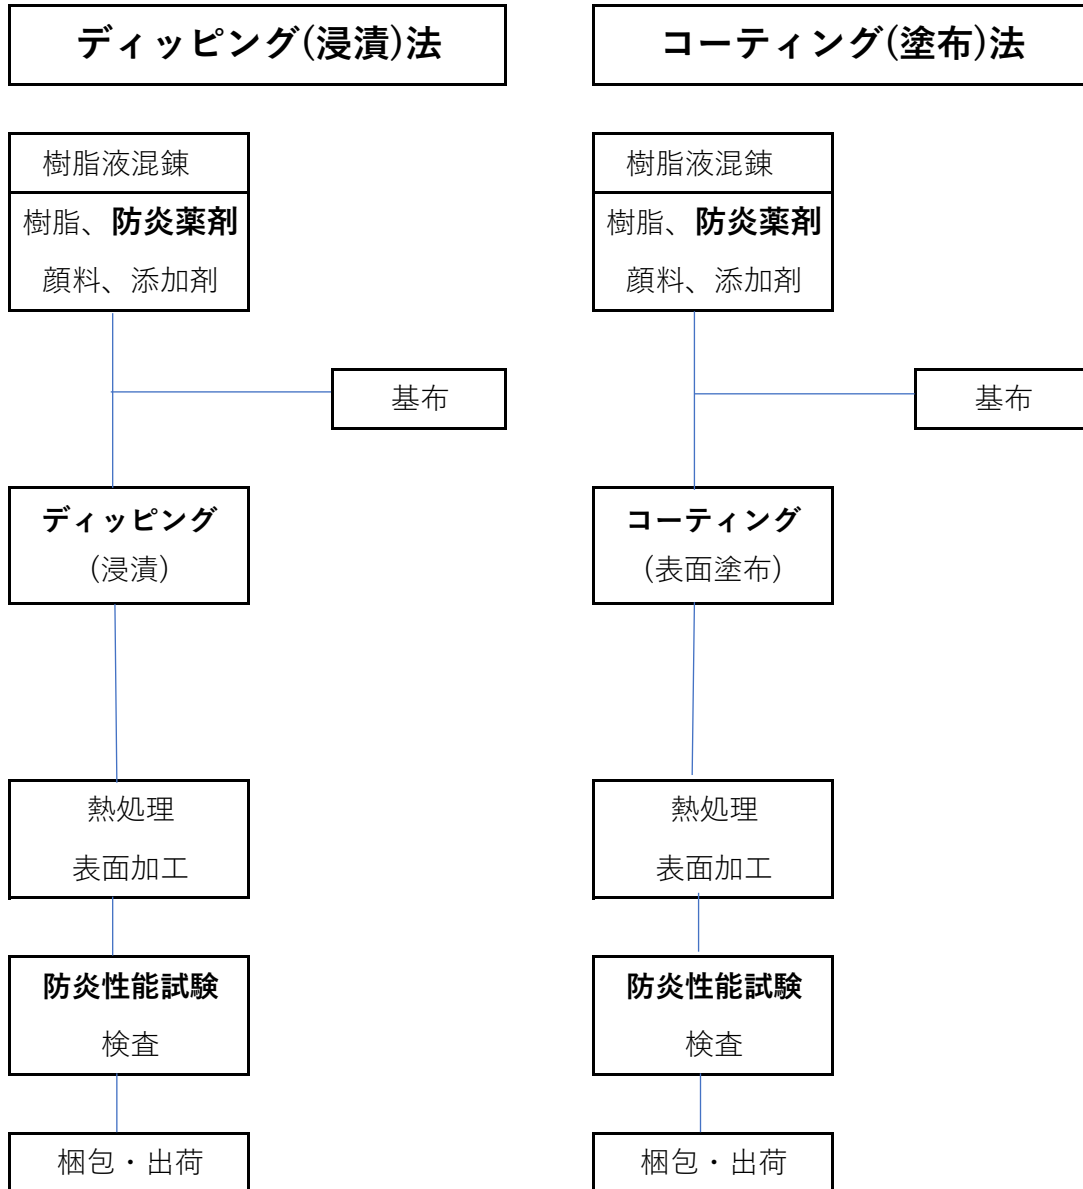 ディッピング(浸漬)法
樹脂液混錬
樹脂、防炎薬剤
顔料、添加剤
基布
ディッピング
(浸漬)
熱処理
表面加工
防炎性能試験
検査
梱包・出荷
コーティング(塗布)法
樹脂液混錬
樹脂、防炎薬剤
顔料、添加剤
基布
コーティング
(表面塗布)
熱処理
表面加工
防炎性能試験
検査
梱包・出荷